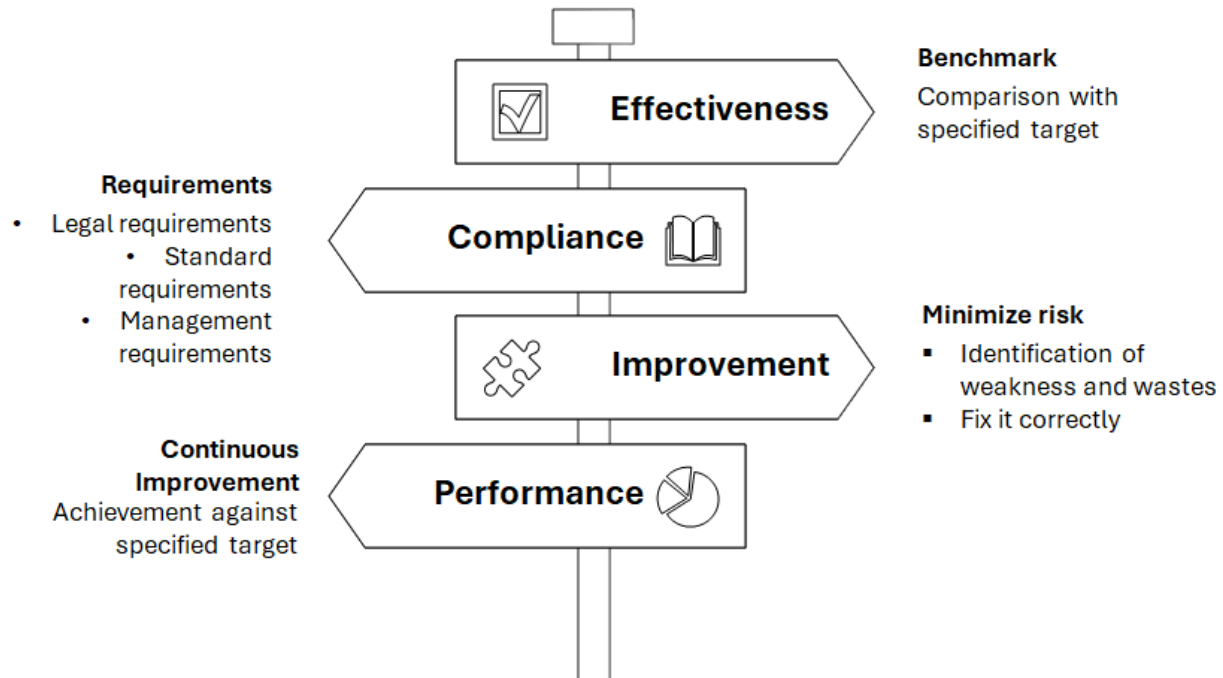 Effectiveness
Benchmark
Comparison with
specified target
Requirements
• Legal requirements
• Standard
requirements
• Management
requirements
Compliance
Improvement
Minimize risk
▪ Identification of
weakness and wastes
▪ Fix it correctly
Continuous
Improvement
Achievement against
specified target
Performance